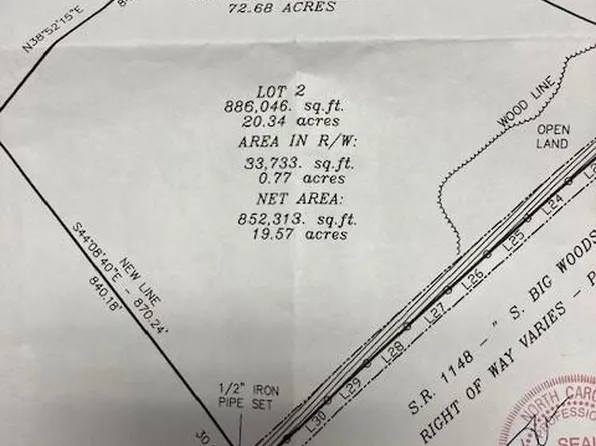 72.68 ACRES
N38°52'15"E
LOT 2
886,046. sq.ft.
20.34 acres
AREA IN R/W:
33,733. sq.ft.
0.77 acres
NET AREA:
852,313. sq.ft.
19.57 acres
WOOD LINE
OPEN
LAND
NEW LINE
S44°08'40"E - 870.24'
840.18'
L24
L25
L26
L27
L28
L29
L30
1/2" IRON
PIPE SET
30
S.R. 1148 - " S. BIG WOODS
RIGHT OF WAY VARIES - P
NORTH CARO
OFESSIO
SEAL